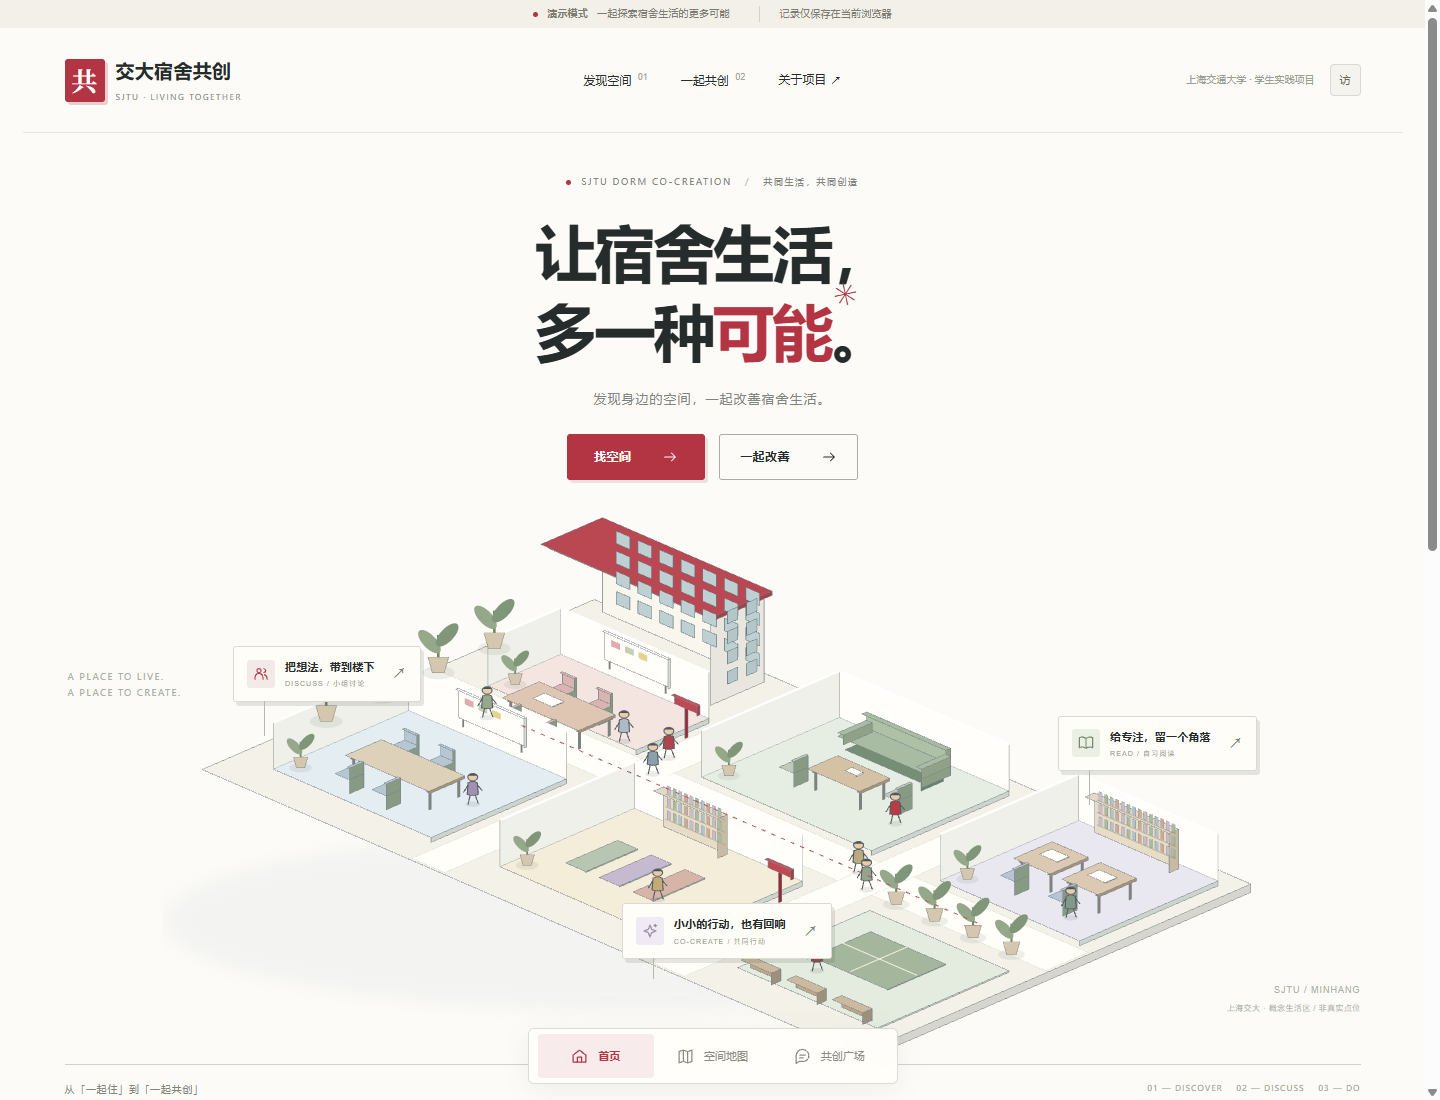 演示模式 一起探索宿舍生活的更多可能 记录仅保存在当前浏览器
共 交大宿舍共创
SJTU · LIVING TOGETHER
发现空间 01 一起共创 02 关于项目 ↗
上海交通大学 · 学生实践项目 访
SJTU DORM CO-CREATION / 共同生活，共同创造
让宿舍生活，
多一种可能。
发现身边的空间，一起改善宿舍生活。
找空间 → 一起改善 →
A PLACE TO LIVE.
A PLACE TO CREATE.
把想法，带到楼下 ↗
DISCUSS / 小组讨论
给专注，留一个角落 ↗
READ / 自习阅读
小小的行动，也有回响 ↗
CO-CREATE / 共同行动
SJTU / MINHANG
上海交大 · 概念生活区 / 非真实点位
首页 空间地图 共创广场
从「一起住」到「一起共创」
01 — DISCOVER 02 — DISCUSS 03 — DO